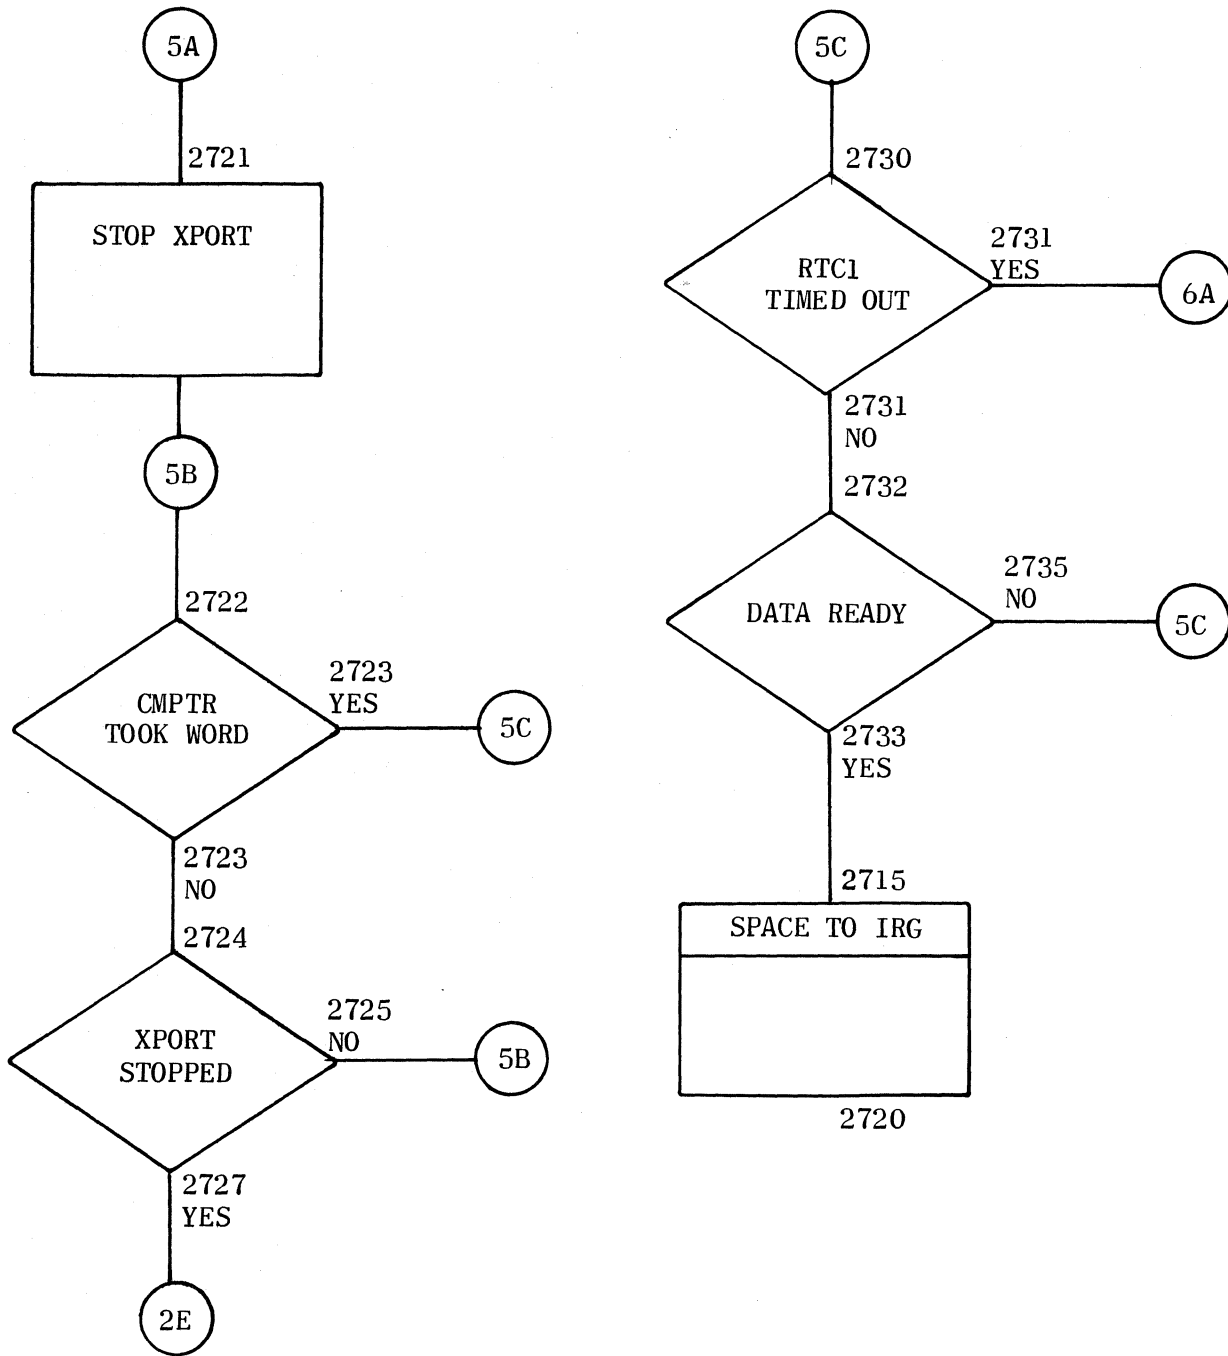 5A
2721
STOP XPORT
5B
2722
CMPTR
TOOK WORD
2723
YES
5C
2723
NO
2724
XPORT
STOPPED
2725
NO
5B
2727
YES
2E
5C
2730
RTC1
TIMED OUT
2731
YES
6A
2731
NO
2732
DATA READY
2735
NO
5C
2733
YES
2715
SPACE TO IRG
2720